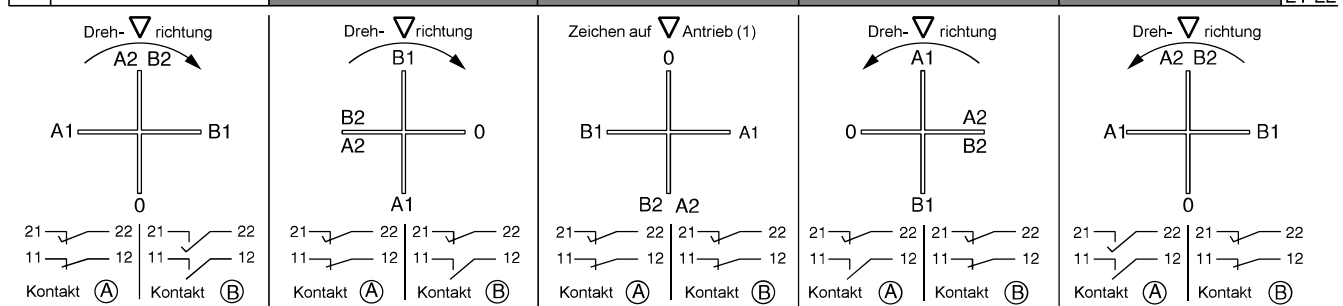 21-22
Dreh- richtung
A2 B2
A1 B1
0
21 22 21 22
11 12 11 12
Kontakt A Kontakt B
Dreh- richtung
B1
B2
A2
0
A1
21 22 21 22
11 12 11 12
Kontakt A Kontakt B
Zeichen auf Antrieb (1)
0
B1 A1
B2 A2
21 22 21 22
11 12 11 12
Kontakt A Kontakt B
Dreh- richtung
A1
0
A2
B2
B1
21 22 21 22
11 12 11 12
Kontakt A Kontakt B
Dreh- richtung
A2 B2
A1 B1
0
21 22 21 22
11 12 11 12
Kontakt A Kontakt B